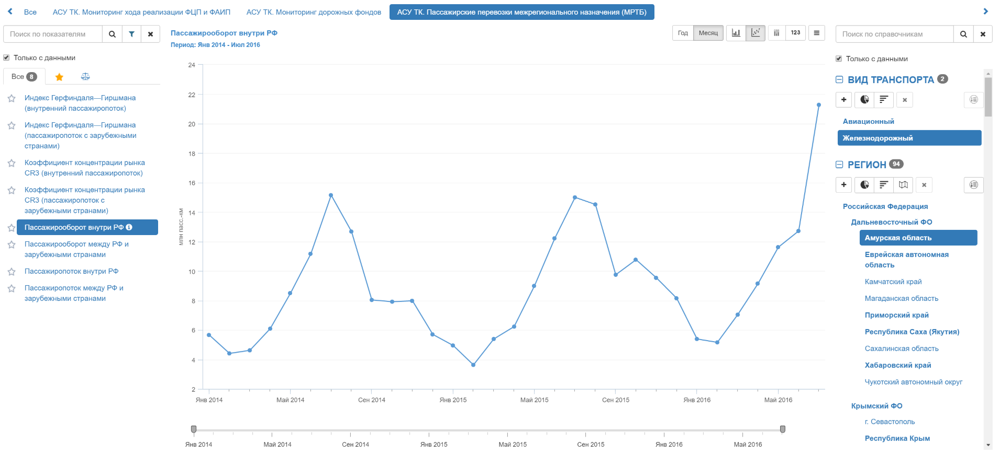 Все
АСУ ТК. Мониторинг хода реализации ФЦП и ФАИП
АСУ ТК. Мониторинг дорожных фондов
АСУ ТК. Пассажирские перевозки межрегионального назначения (МРТБ)
Поиск по показателям
Только с данными
Все 8
Индекс Герфиндаля—Гиршмана
(внутренний пассажиропоток)
Индекс Герфиндаля—Гиршмана
(пассажиропоток с зарубежными
странами)
Коэффициент концентрации рынка
CR3 (внутренний пассажиропоток)
Коэффициент концентрации рынка
CR3 (пассажиропоток с
зарубежными странами)
Пассажирооборот внутри РФ
Пассажирооборот между РФ и
зарубежными странами
Пассажиропоток внутри РФ
Пассажиропоток между РФ и
зарубежными странами
Пассажирооборот внутри РФ
Период: Янв 2014 - Июл 2016
Год
Месяц
123
24
22
20
18
16
14
12
10
8
6
4
2
млн пасс.-км
Янв 2014
Май 2014
Сен 2014
Янв 2015
Май 2015
Сен 2015
Янв 2016
Май 2016
Янв 2014
Май 2014
Сен 2014
Янв 2015
Май 2015
Сен 2015
Янв 2016
Май 2016
Поиск по справочникам
Только с данными
ВИД ТРАНСПОРТА 2
Авиационный
Железнодорожный
РЕГИОН 94
Российская Федерация
Дальневосточный ФО
Амурская область
Еврейская автономная
область
Камчатский край
Магаданская область
Приморский край
Республика Саха (Якутия)
Сахалинская область
Хабаровский край
Чукотский автономный округ
Крымский ФО
г. Севастополь
Республика Крым